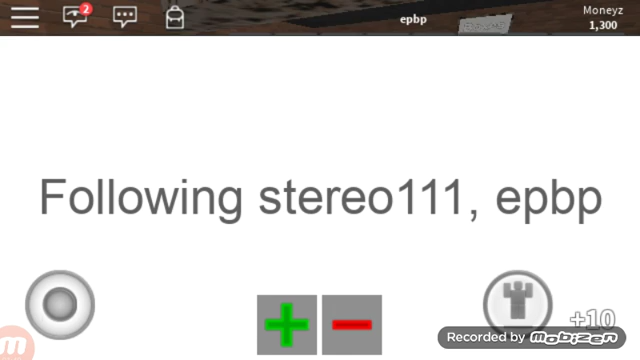 2
epbp
Moneyz
1,300
Following stereo111, epbp
+10
Recorded by mobizen